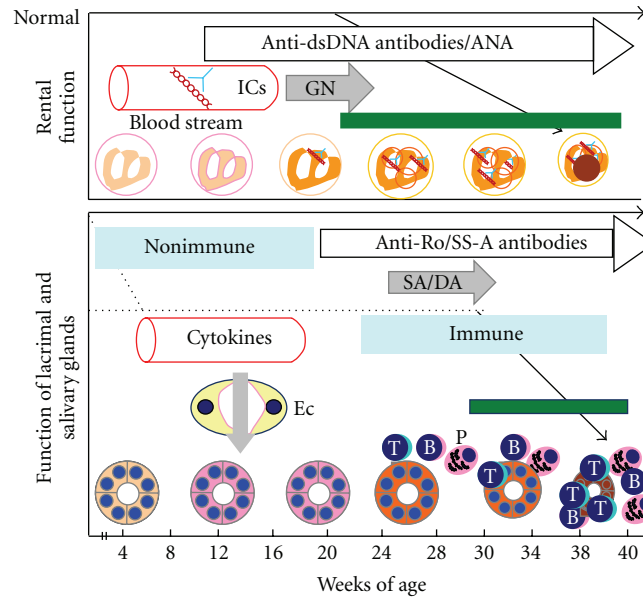 Normal
Anti-dsDNA antibodies/ANA
ICs
GN
Blood stream
Rental
function
Nonimmune
Anti-Ro/SS-A antibodies
SA/DA
Cytokines
Immune
Ec
P
T
B
B
T
T
B
T
T
B
Function of lacrimal and
salivary glands
4 8 12 16 20 24 28 30 34 38 40
Weeks of age